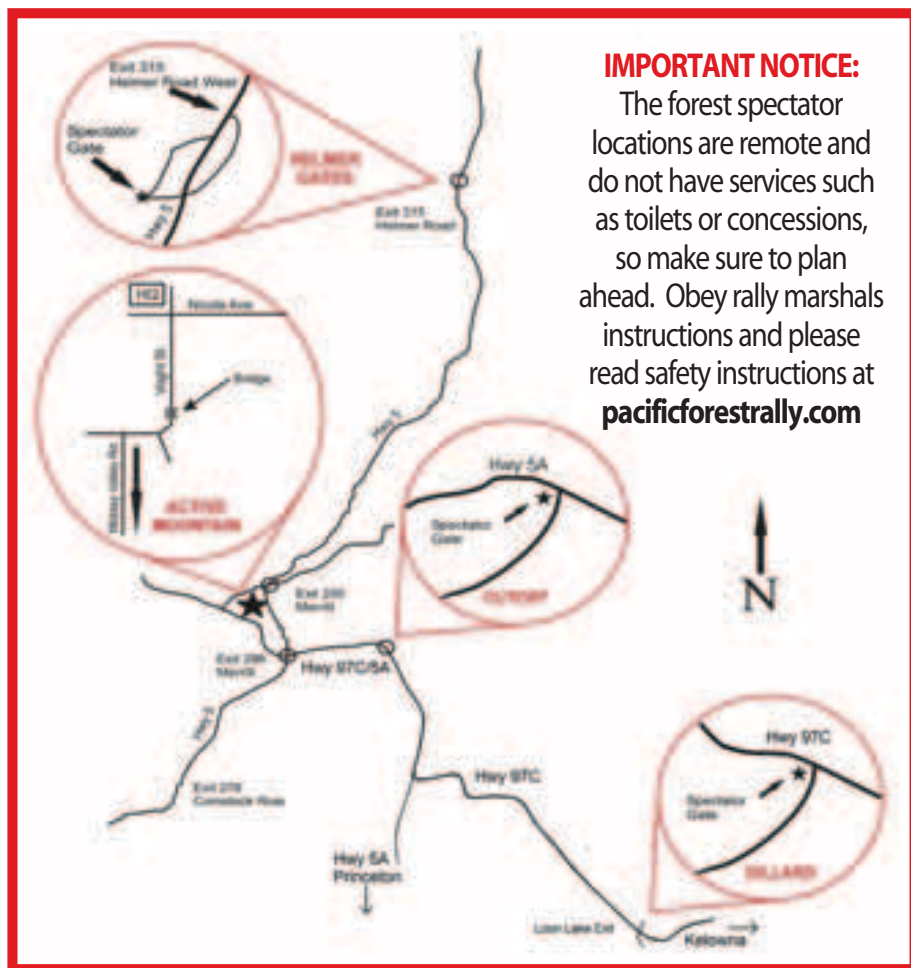 IMPORTANT NOTICE:
The forest spectator
locations are remote and
do not have services such
as toilets or concessions,
so make sure to plan
ahead. Obey rally marshals
instructions and please
read safety instructions at
pacificforestrally.com
Exit 315
Helmer Road West
Spectator
Gate
HELMER
GATES
Hwy 5
Exit 315
Helmer Road
Nicola Ave
Voght St
Bridge
ACTIVE
MOUNTAIN
Hwy 5
Hwy 5A
Spectator
Gate
N
Exit 290
Merritt
Exit
Merritt
Hwy 97C/5A
Hwy 5
Hwy 97C
Spectator
Gate
DILLARD
Exit
Hwy 97C
Hwy 5A
Princeton
Loon Lake Exit
Kelowna